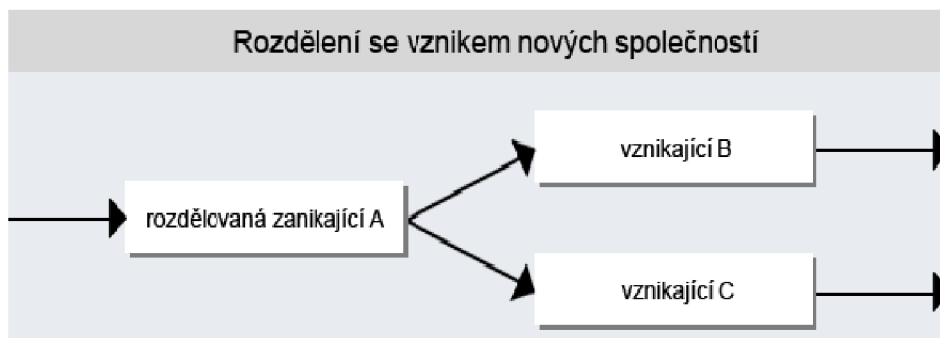 Rozdělení se vznikem nových společností
vznikající B
rozdělovaná zanikající A
vznikající C